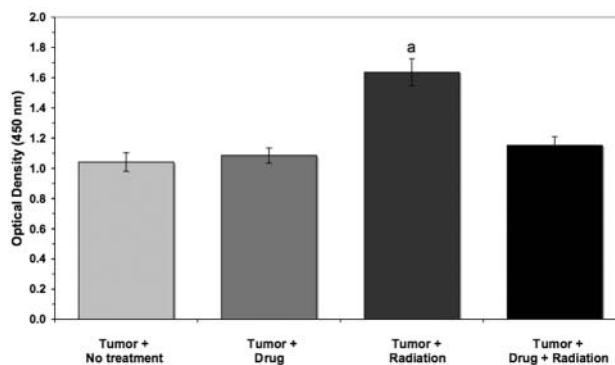 2.0
1.8
1.6
1.4
1.2
1.0
0.8
0.6
0.4
0.2
0.0
Optical Density (450 nm)
a
Tumor +
No treatment
Tumor +
Drug
Tumor +
Radiation
Tumor +
Drug + Radiation